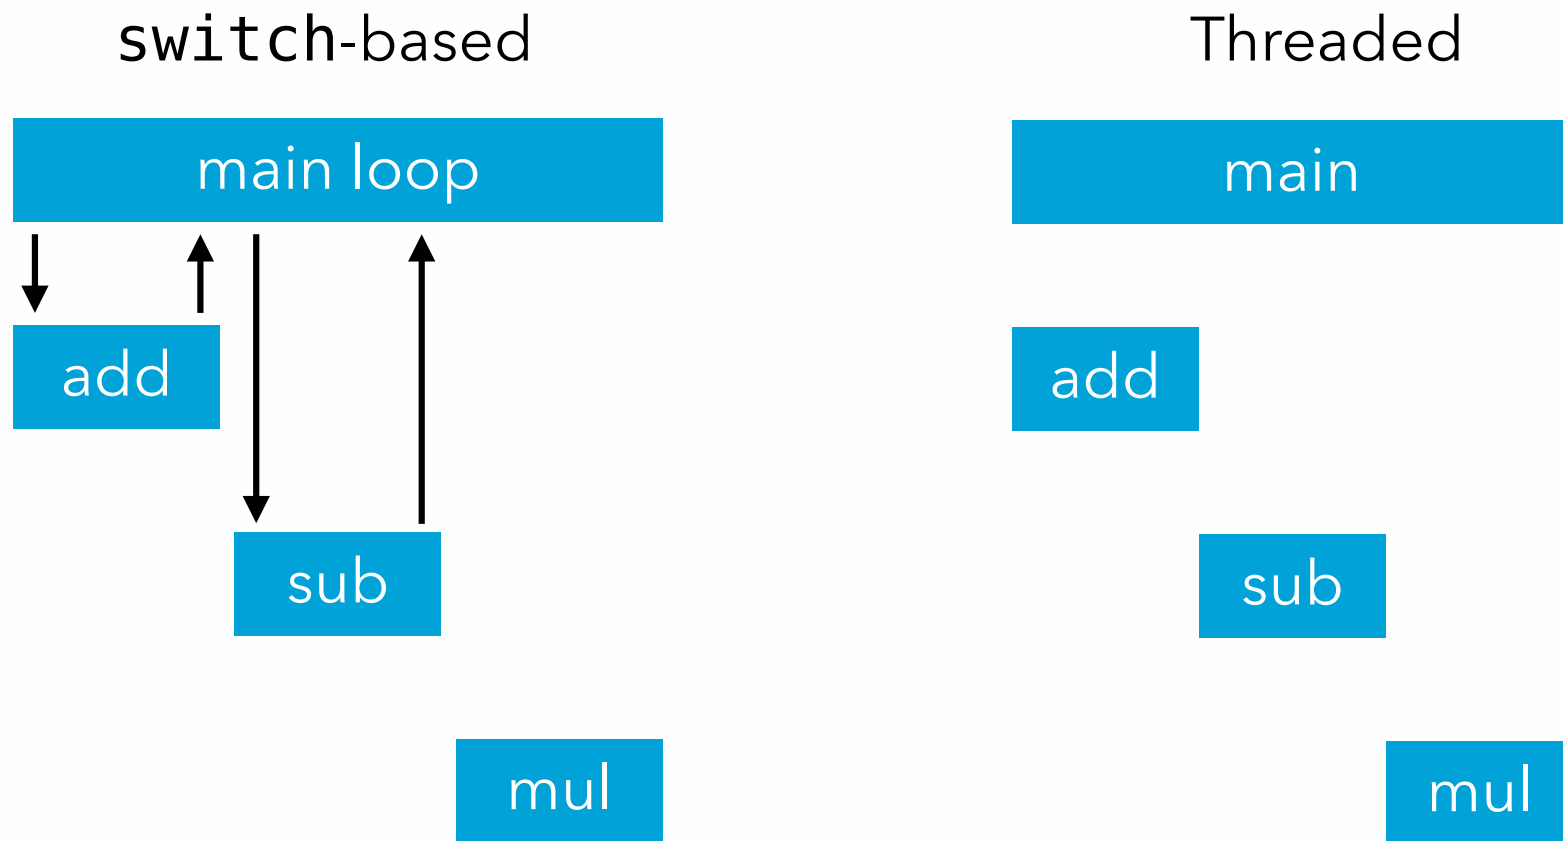 switch-based
main loop
add
sub
mul
Threaded
main
add
sub
mul